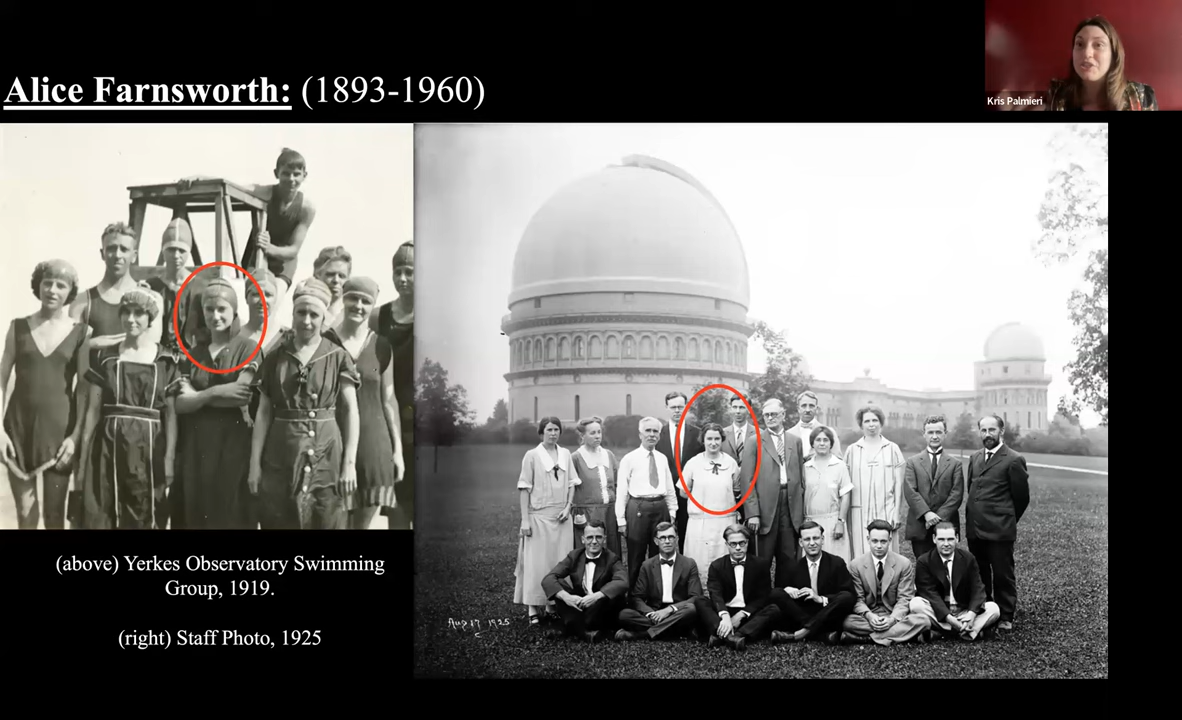 Kris Palmieri
Alice Farnsworth: (1893-1960)
Aug 17 1925
(above) Yerkes Observatory Swimming
Group, 1919.
(right) Staff Photo, 1925